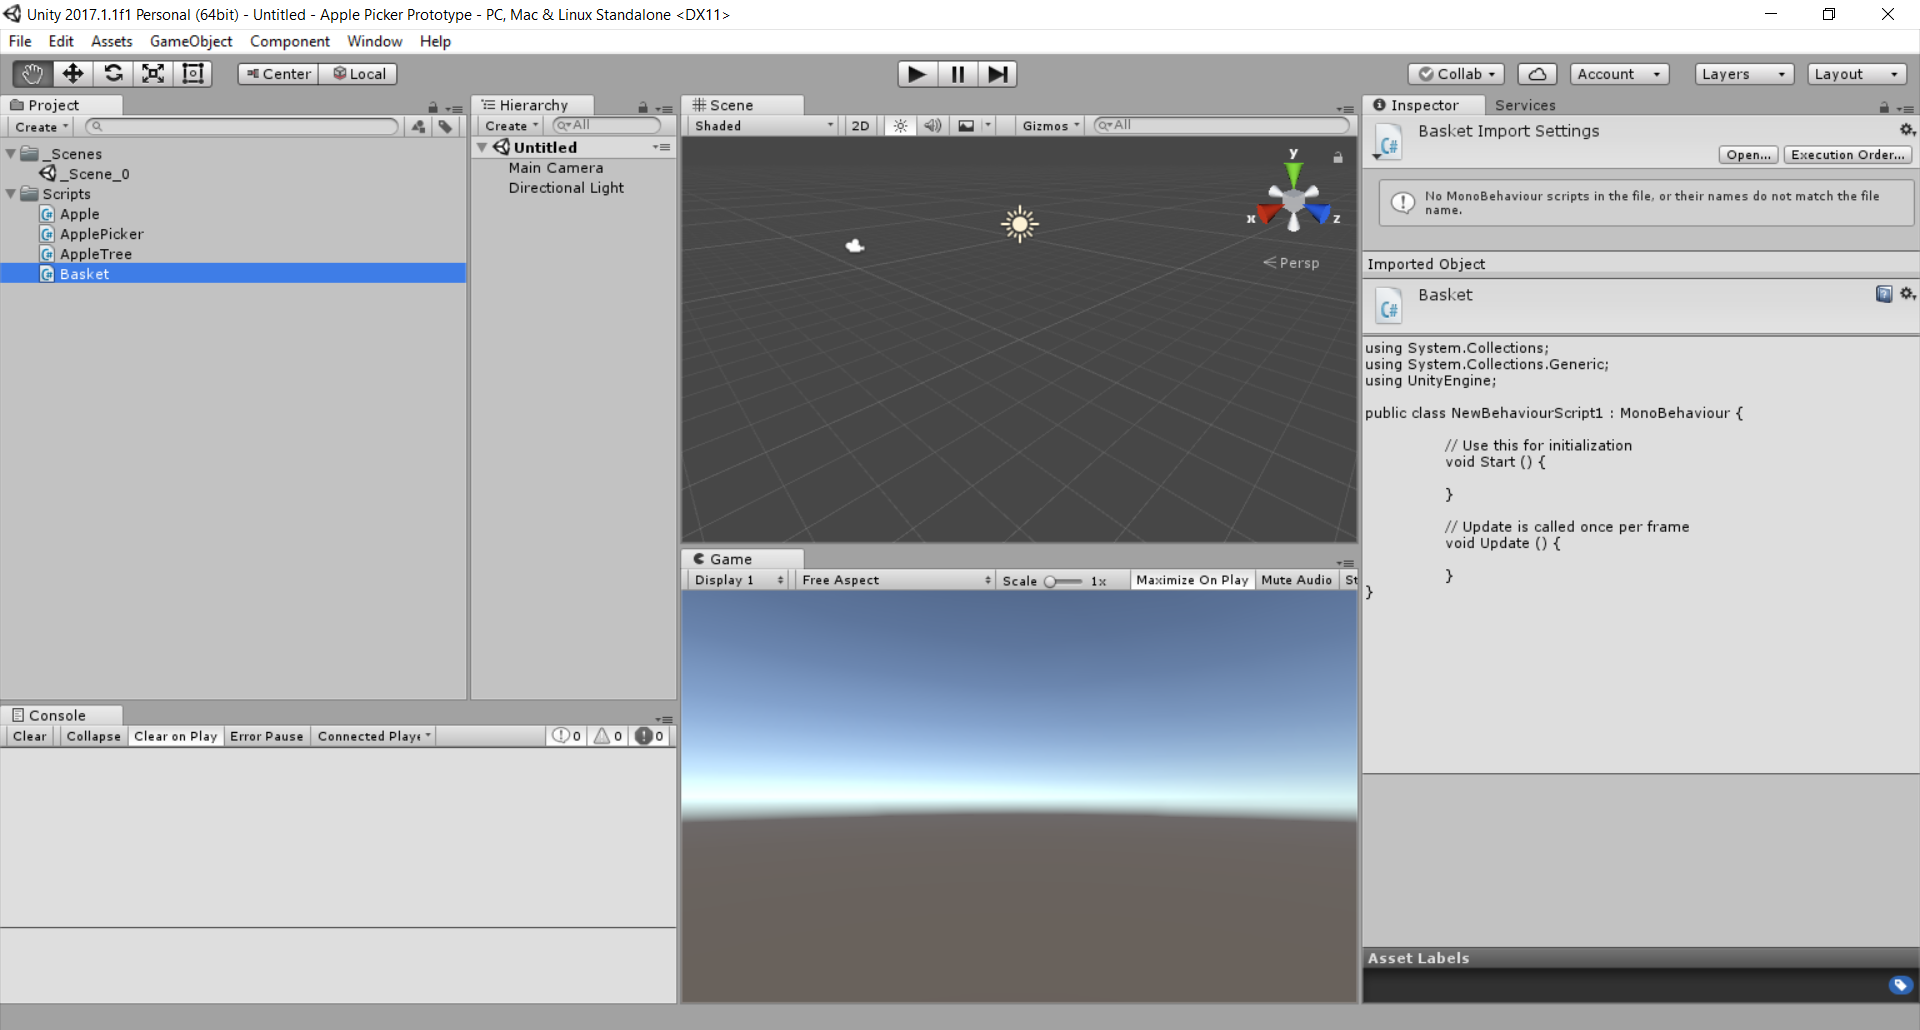 Unity 2017.1.1f1 Personal (64bit) - Untitled - Apple Picker Prototype - PC, Mac & Linux Standalone <DX11>
File Edit Assets GameObject Component Window Help
Center Local Collab Account Layers Layout
Project
Create
_Scenes
_Scene_0
Scripts
Apple
ApplePicker
AppleTree
Basket
Hierarchy
Create All
Untitled
Main Camera
Directional Light
Scene
Shaded 2D Gizmos All
y
x z
Persp
Game
Display 1 Free Aspect Scale 1x Maximize On Play Mute Audio St
Console
Clear Collapse Clear on Play Error Pause Connected Playe 0 0 0
Inspector Services
Basket Import Settings
Open... Execution Order...
No MonoBehaviour scripts in the file, or their names do not match the file
name.
Imported Object
Basket
using System.Collections;
using System.Collections.Generic;
using UnityEngine;
public class NewBehaviourScript1 : MonoBehaviour {
// Use this for initialization
void Start () {
}
// Update is called once per frame
void Update () {
}
}
Asset Labels